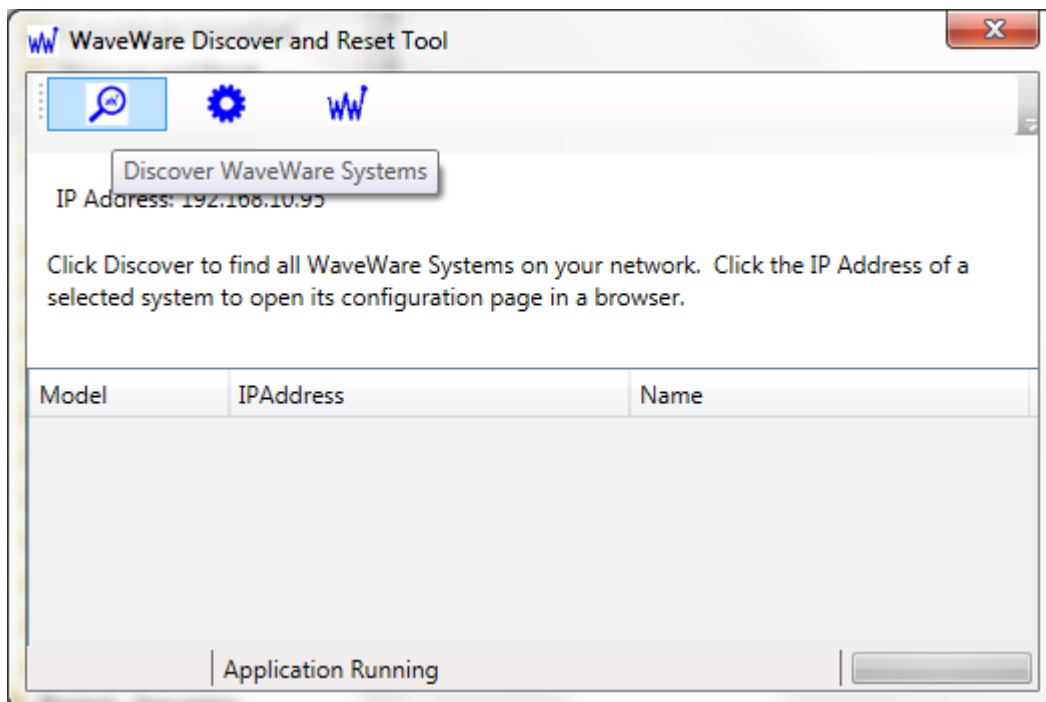 WaveWare Discover and Reset Tool
Discover WaveWare Systems
IP Address: 192.168.10.95
Click Discover to find all WaveWare Systems on your network.  Click the IP Address of a
selected system to open its configuration page in a browser.
Model IPAddress Name
Application Running